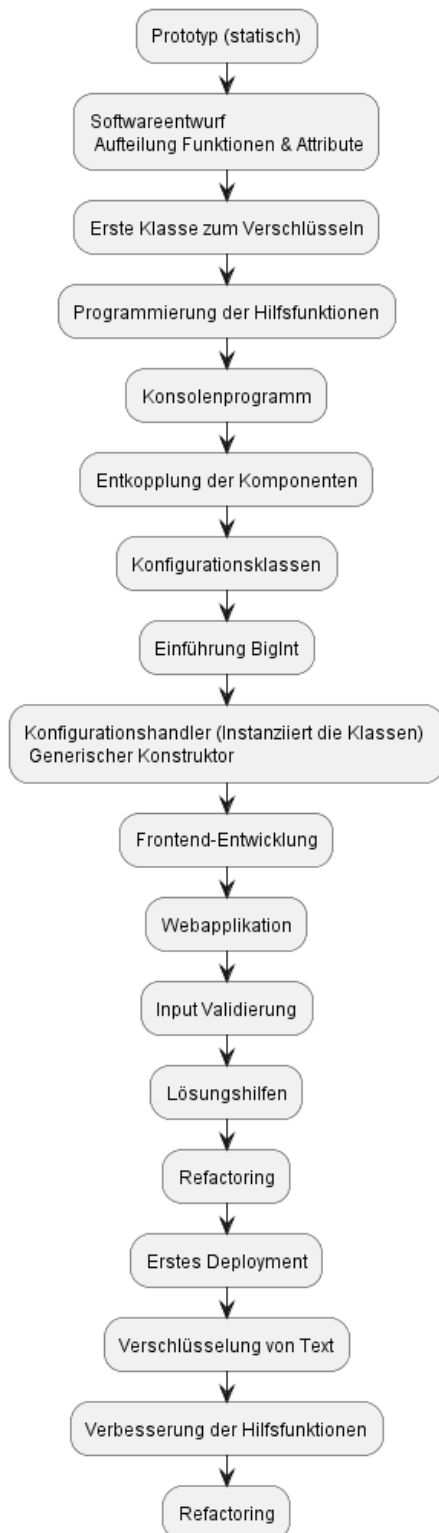 Prototyp (statisch)
Softwareentwurf
Aufteilung Funktionen & Attribute
Erste Klasse zum Verschlüsseln
Programmierung der Hilfsfunktionen
Konsolenprogramm
Entkopplung der Komponenten
Konfigurationsklassen
Einführung BigInt
Konfigurationshandler (Instanziiert die Klassen)
Generischer Konstruktor
Frontend-Entwicklung
Webapplikation
Input Validierung
Lösungshilfen
Refactoring
Erstes Deployment
Verschlüsselung von Text
Verbesserung der Hilfsfunktionen
Refactoring